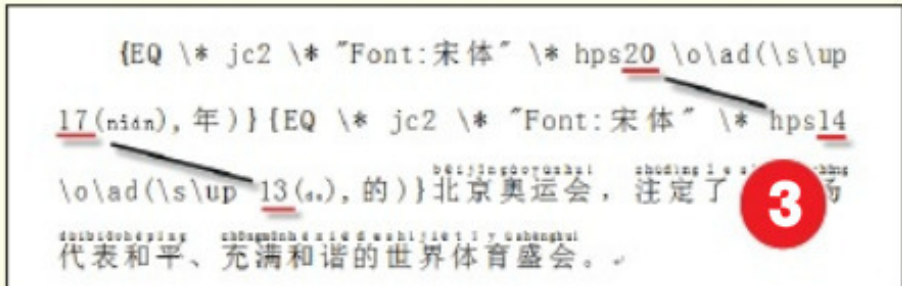 {EQ \* jc2 \* "Font:宋体" \* hps20 \o\ad(\s\up
17(nián),年)}{EQ \* jc2 \* "Font:宋体" \* hps14
\o\ad(\s\up 13(de),的)}北京奥运会，注定了 场
代表和平、充满和谐的世界体育盛会。
3